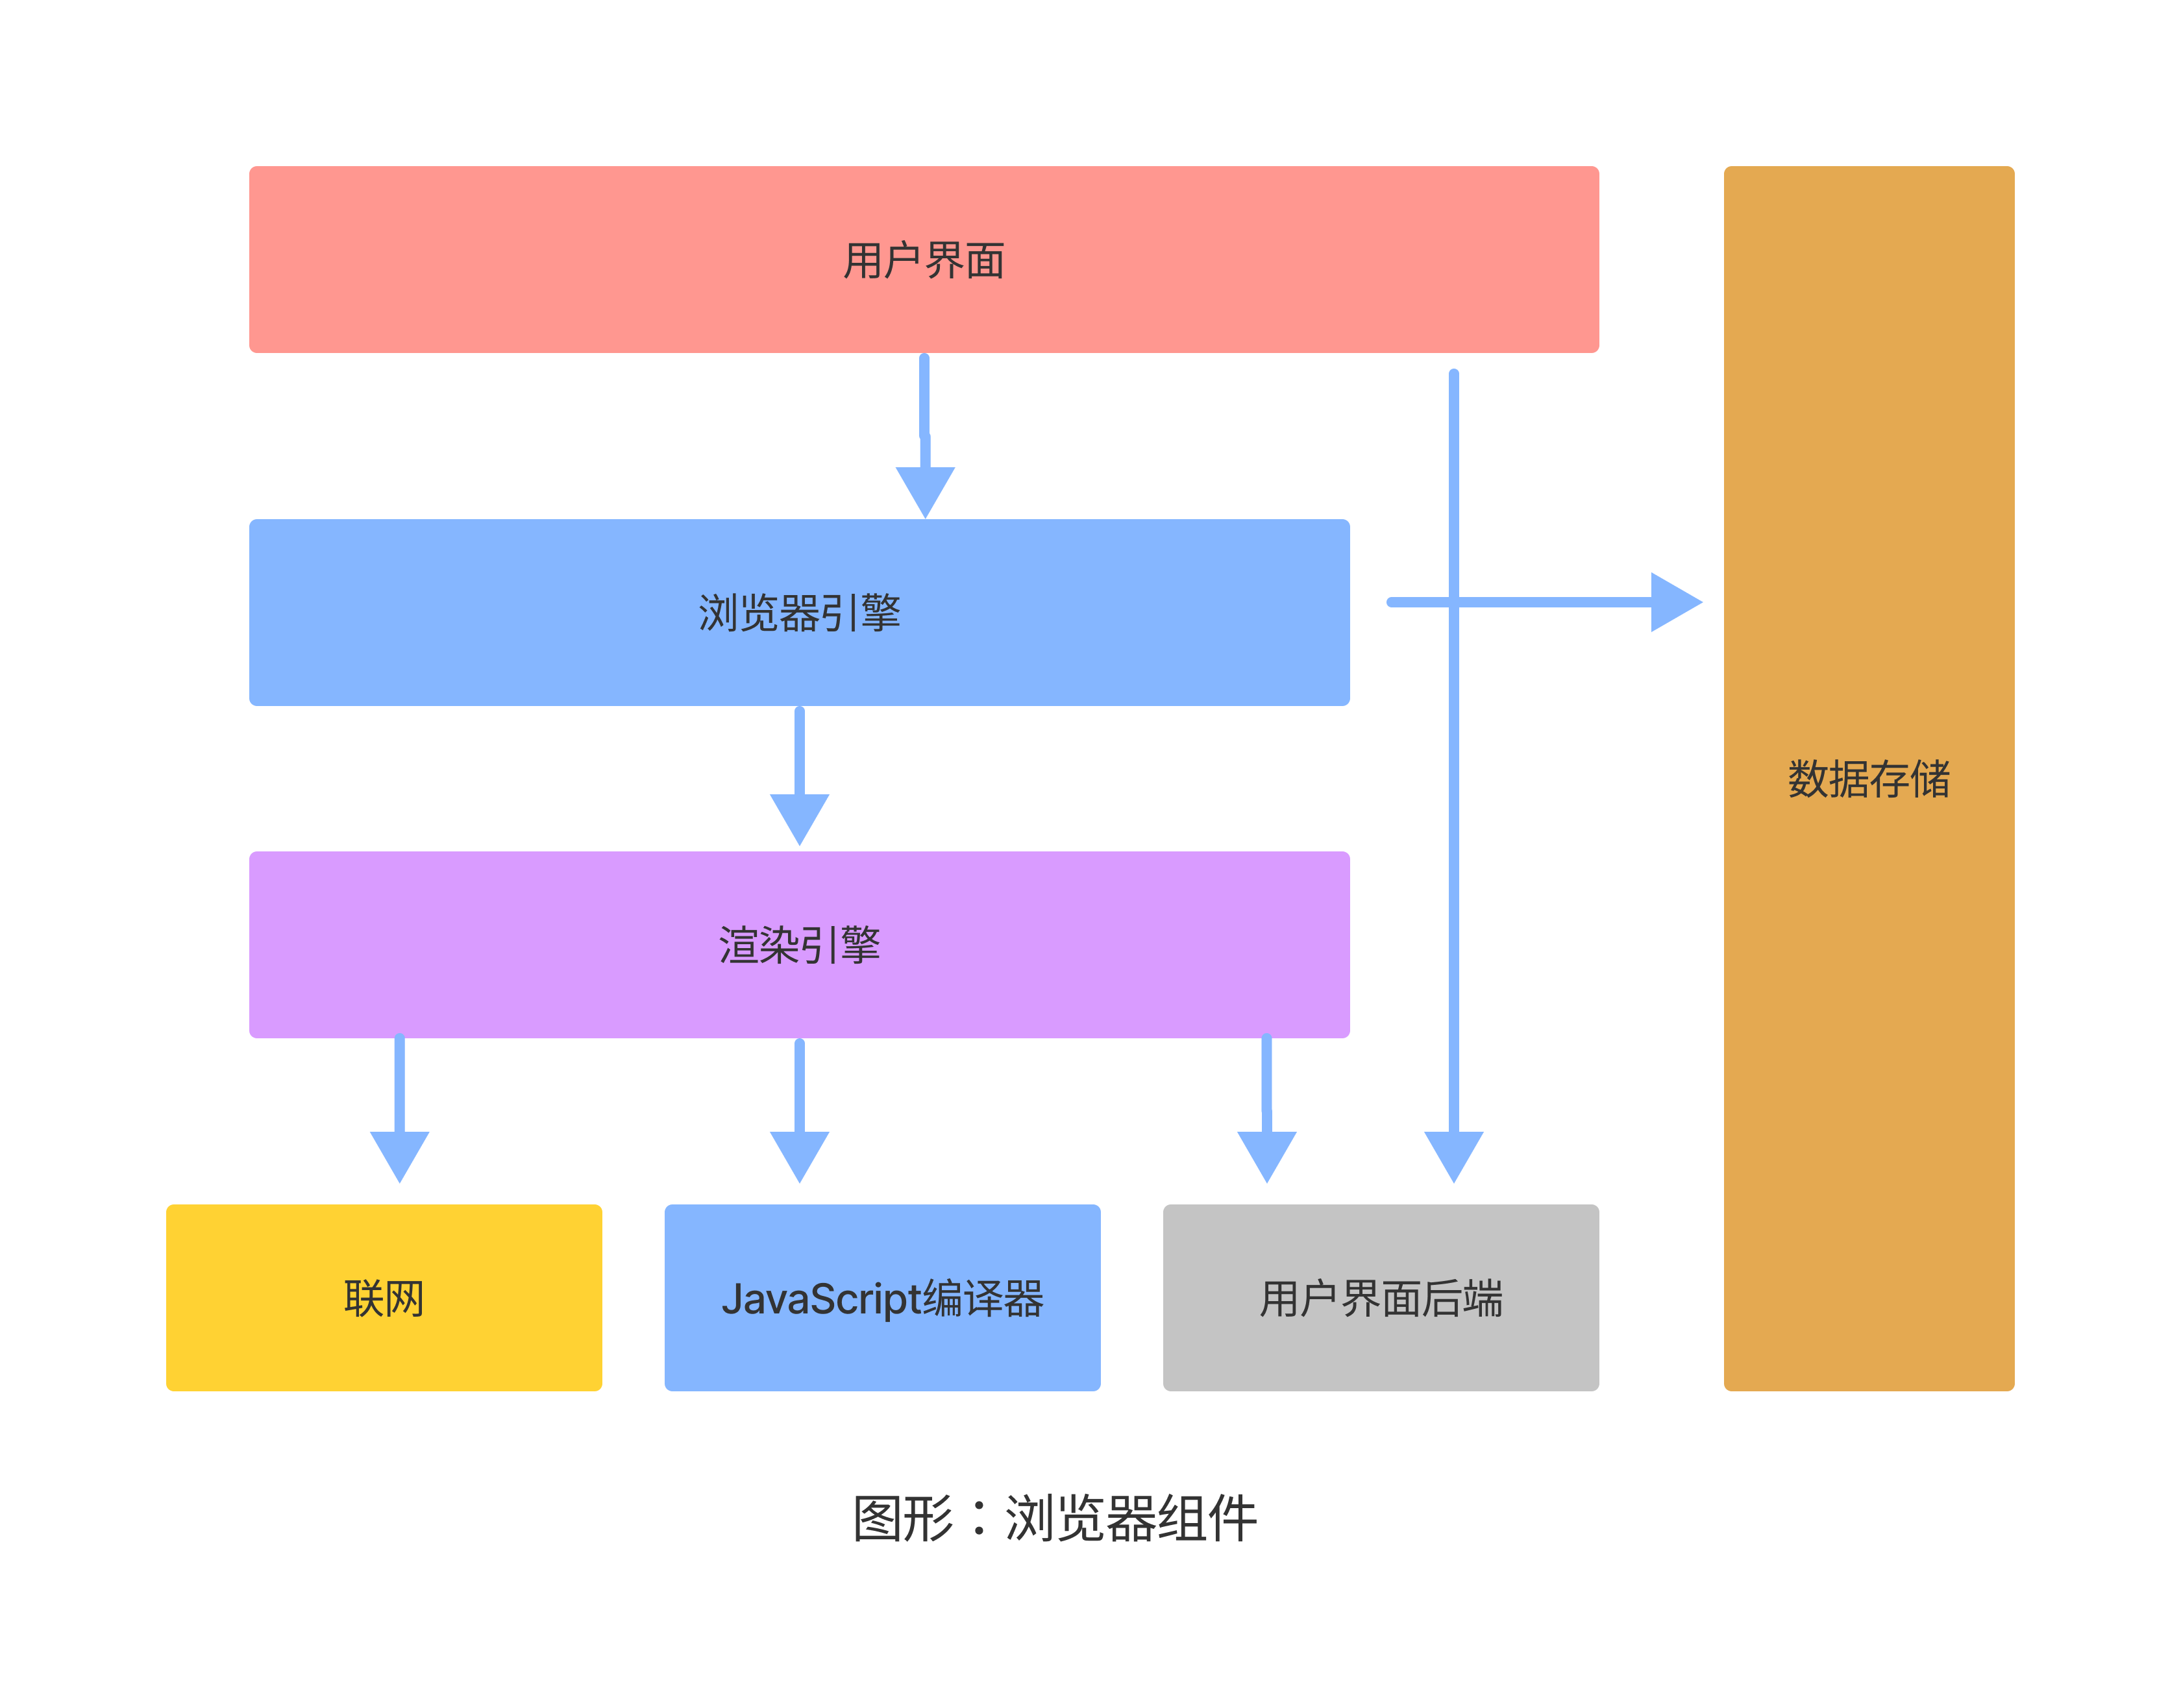 用户界面
浏览器引擎
数据存储
渲染引擎
联网
JavaScript编译器
用户界面后端
图形：浏览器组件